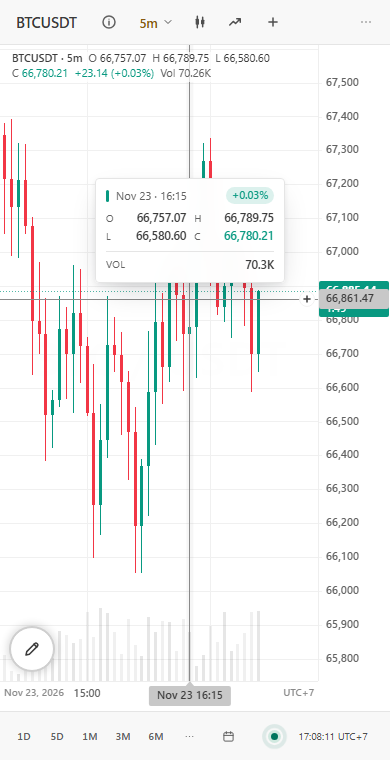 BTCUSDT 5m
BTCUSDT · 5m O 66,757.07 H 66,789.75 L 66,580.60
C 66,780.21 +23.14 (+0.03%) Vol 70.26K
67,500
67,400
67,300
67,200
67,100
67,000
Nov 23 · 16:15 +0.03%
O 66,757.07 H 66,789.75
L 66,580.60 C 66,780.21
VOL 70.3K
66,861.47
66,800
66,700
66,600
66,500
66,400
66,300
66,200
66,100
66,000
65,900
65,800
Nov 23, 2026 15:00 Nov 23 16:15 UTC+7
1D 5D 1M 3M 6M ··· 17:08:11 UTC+7